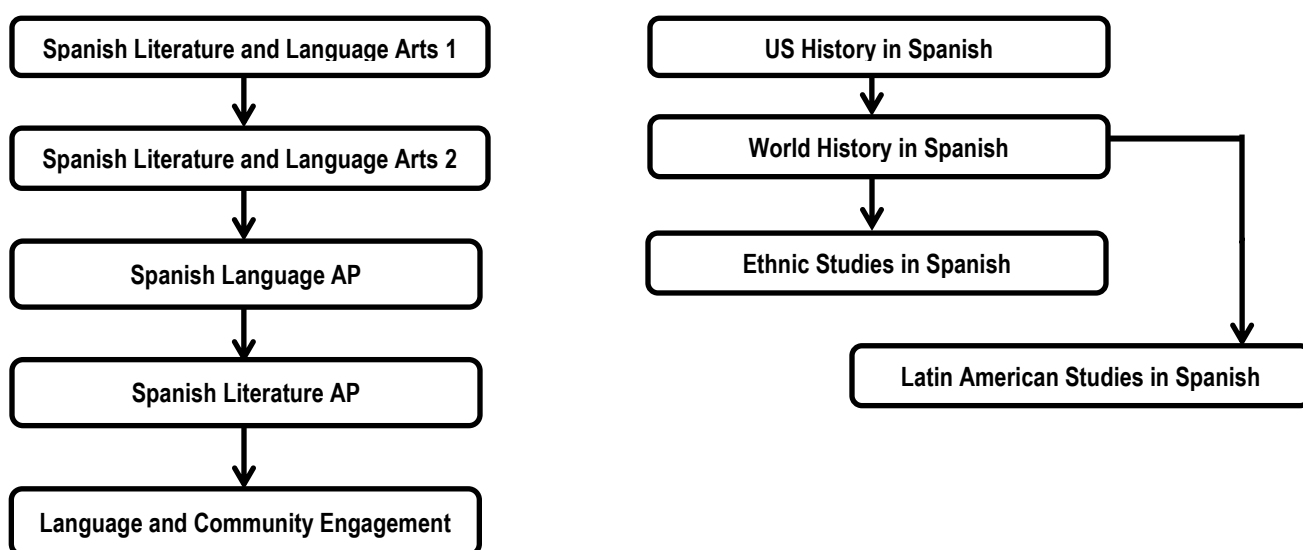 Spanish Literature and Language Arts 1
Spanish Literature and Language Arts 2
Spanish Language AP
Spanish Literature AP
Language and Community Engagement
US History in Spanish
World History in Spanish
Ethnic Studies in Spanish
Latin American Studies in Spanish